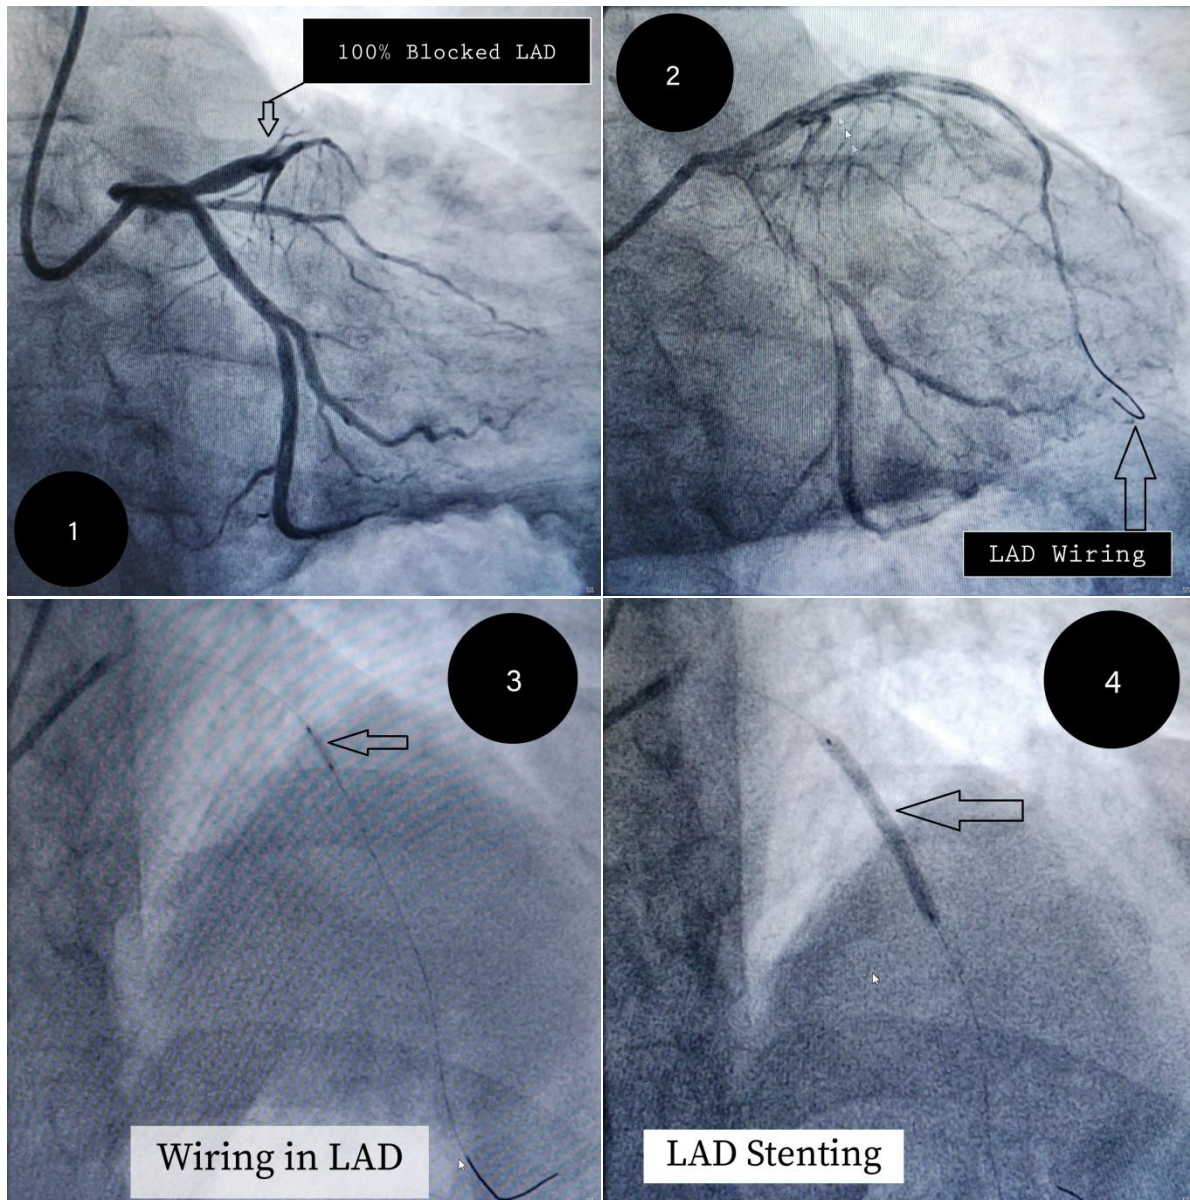 100% Blocked LAD
1
2
LAD Wiring
3
Wiring in LAD
4
LAD Stenting